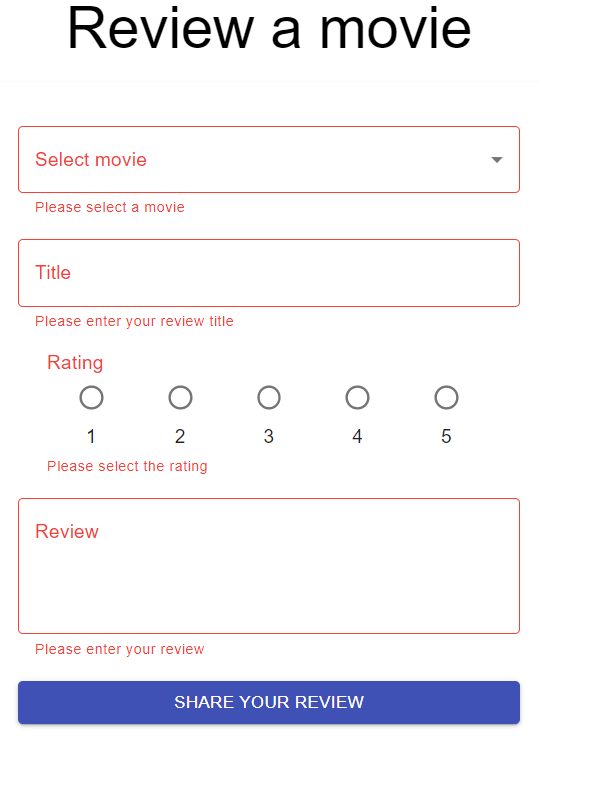 Review a movie
Select movie
Please select a movie
Title
Please enter your review title
Rating
1 2 3 4 5
Please select the rating
Review
Please enter your review
SHARE YOUR REVIEW